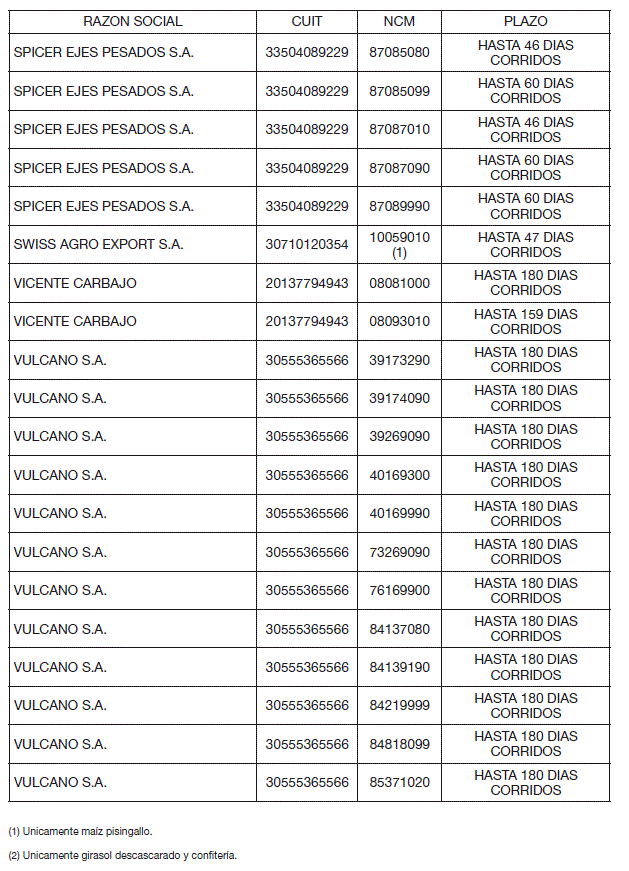 RAZON SOCIAL CUIT NCM PLAZO
SPICER EJES PESADOS S.A. 33504089229 87085080 HASTA 46 DIAS
CORRIDOS
SPICER EJES PESADOS S.A. 33504089229 87085099 HASTA 60 DIAS
CORRIDOS
SPICER EJES PESADOS S.A. 33504089229 87087010 HASTA 46 DIAS
CORRIDOS
SPICER EJES PESADOS S.A. 33504089229 87087090 HASTA 60 DIAS
CORRIDOS
SPICER EJES PESADOS S.A. 33504089229 87089990 HASTA 60 DIAS
CORRIDOS
SWISS AGRO EXPORT S.A. 30710120354 10059010 HASTA 47 DIAS
(1) CORRIDOS
VICENTE CARBAJO 20137794943 08081000 HASTA 180 DIAS
CORRIDOS
VICENTE CARBAJO 20137794943 08093010 HASTA 159 DIAS
CORRIDOS
VULCANO S.A. 30555365566 39173290 HASTA 180 DIAS
CORRIDOS
VULCANO S.A. 30555365566 39174090 HASTA 180 DIAS
CORRIDOS
VULCANO S.A. 30555365566 39269090 HASTA 180 DIAS
CORRIDOS
VULCANO S.A. 30555365566 40169300 HASTA 180 DIAS
CORRIDOS
VULCANO S.A. 30555365566 40169990 HASTA 180 DIAS
CORRIDOS
VULCANO S.A. 30555365566 73269090 HASTA 180 DIAS
CORRIDOS
VULCANO S.A. 30555365566 76169900 HASTA 180 DIAS
CORRIDOS
VULCANO S.A. 30555365566 84137080 HASTA 180 DIAS
CORRIDOS
VULCANO S.A. 30555365566 84139190 HASTA 180 DIAS
CORRIDOS
VULCANO S.A. 30555365566 84219999 HASTA 180 DIAS
CORRIDOS
VULCANO S.A. 30555365566 84818099 HASTA 180 DIAS
CORRIDOS
VULCANO S.A. 30555365566 85371020 HASTA 180 DIAS
CORRIDOS
(1) Unicamente maíz pisingallo.
(2) Unicamente girasol descascarado y confitería.